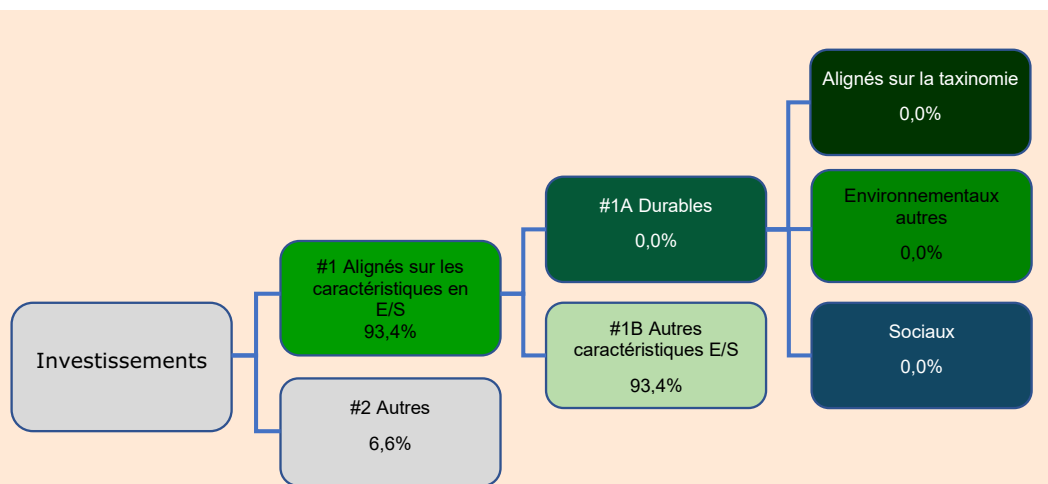 Investissements
#1 Alignés sur les
caractéristiques en
E/S
93,4%
#2 Autres
6,6%
#1A Durables
0,0%
#1B Autres
caractéristiques E/S
93,4%
Alignés sur la taxinomie
0,0%
Environnementaux
autres
0,0%
Sociaux
0,0%